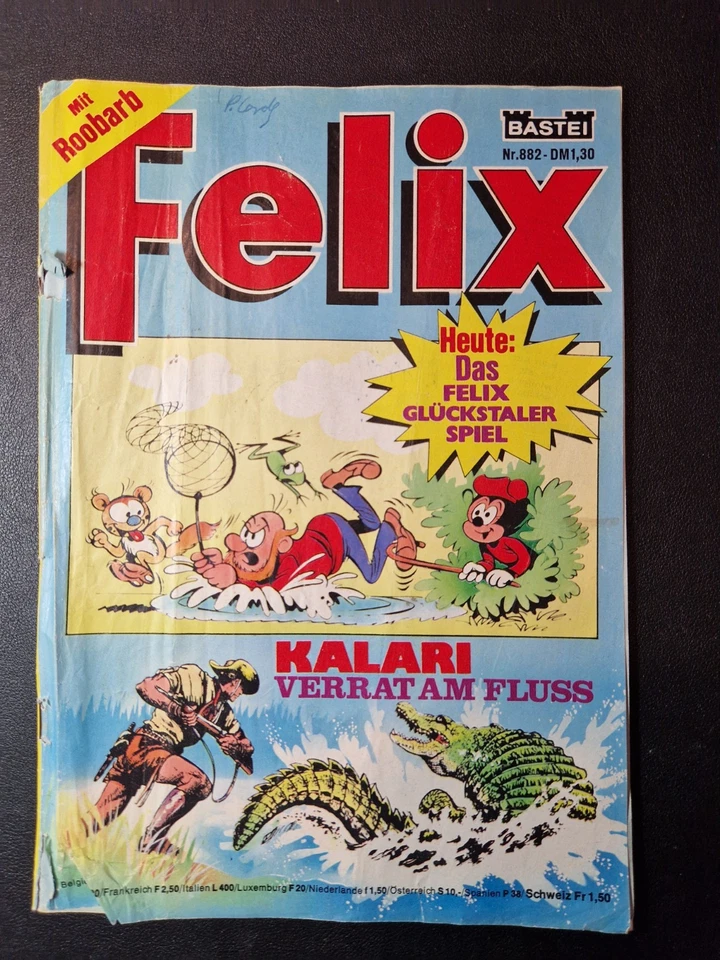 Mit
Roobarb
Felix
BASTEI
Nr.882-DM1,30
Heute:
Das
FELIX
GLÜCKSTALER
SPIEL
KALARI
VERRAT AM FLUSS
/Frankreich F 2,50/Italien L 400/Luxemburg F 20/Niederlande f 1,50/Österreich S 10,-/Spanien P 38/Schweiz Fr 1,50